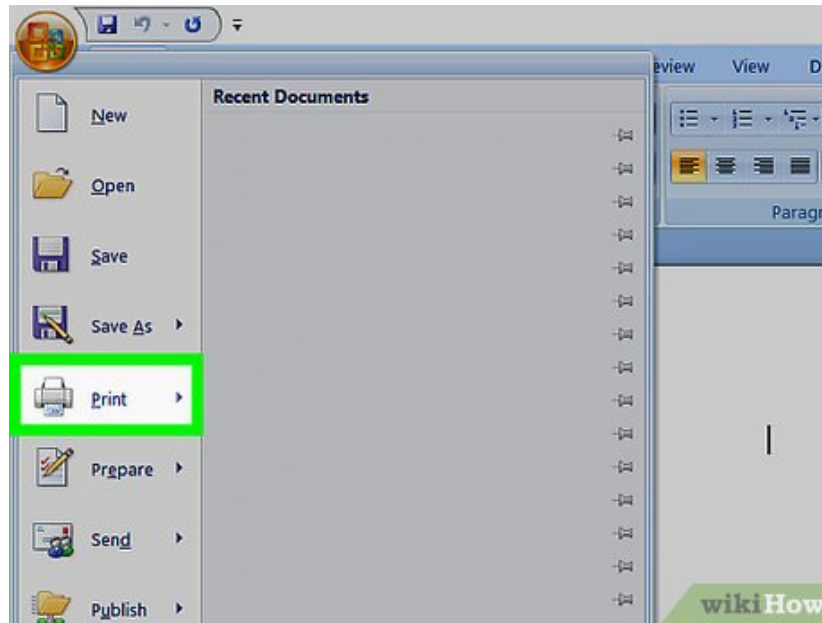 eview View D
New
Recent Documents
Open
Save
Paragr
Save As
Print
Prepare
Send
Publish
wikiHow